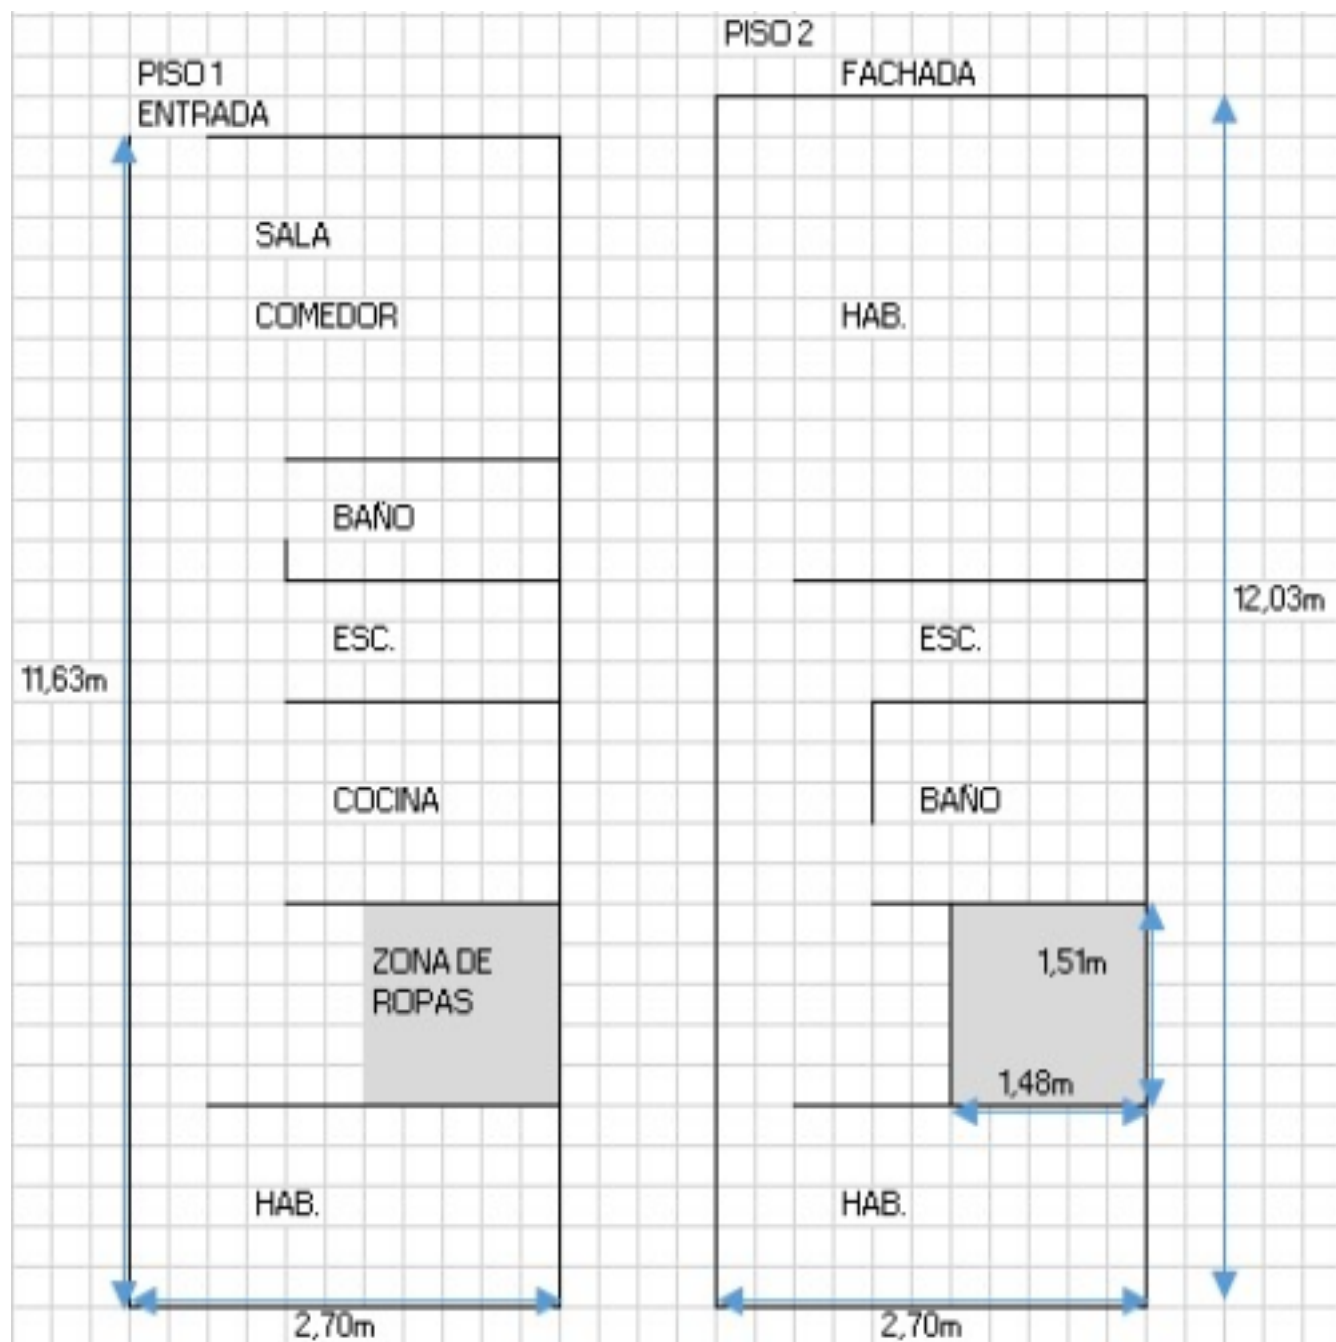 PISO 1
ENTRADA
SALA
COMEDOR
BAÑO
ESC.
11,63m
COCINA
ZONA DE
ROPAS
HAB.
2,70m
PISO 2
FACHADA
HAB.
12,03m
ESC.
BAÑO
1,51m
1,48m
HAB.
2,70m